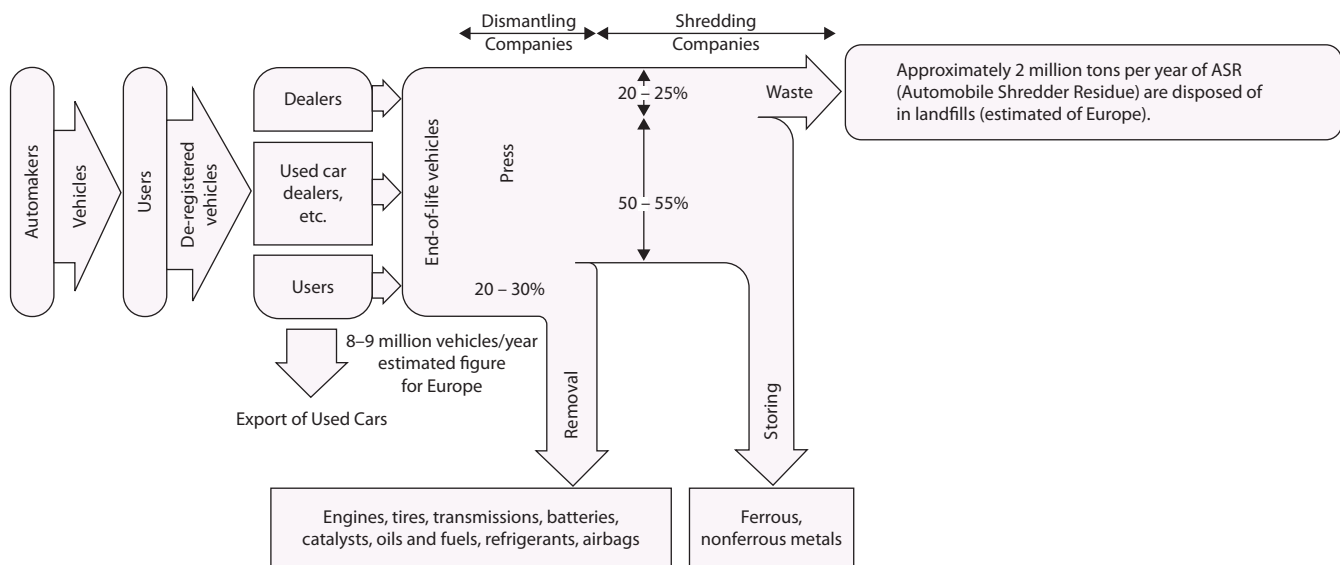 Dismantling
Companies
Shredding
Companies
Automakers
Vehicles
Users
De-registered
vehicles
Dealers
Used car
dealers,
etc.
Users
End-of-life vehicles
Press
20 – 25%
50 – 55%
20 – 30%
Waste
Approximately 2 million tons per year of ASR
(Automobile Shredder Residue) are disposed of
in landfills (estimated of Europe).
8–9 million vehicles/year
estimated figure
for Europe
Export of Used Cars
Removal
Storing
Engines, tires, transmissions, batteries,
catalysts, oils and fuels, refrigerants, airbags
Ferrous,
nonferrous metals